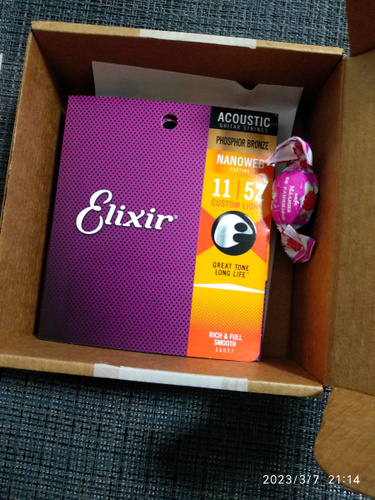 ACOUSTIC
GUITAR STRINGS
PHOSPHOR BRONZE
NANOWEB
COATING
11 52
CUSTOM LIGHT
Elixir
GREAT TONE
LONG LIFE
RICH & FULL
SMOOTH
16027
2023/3/7 21:14